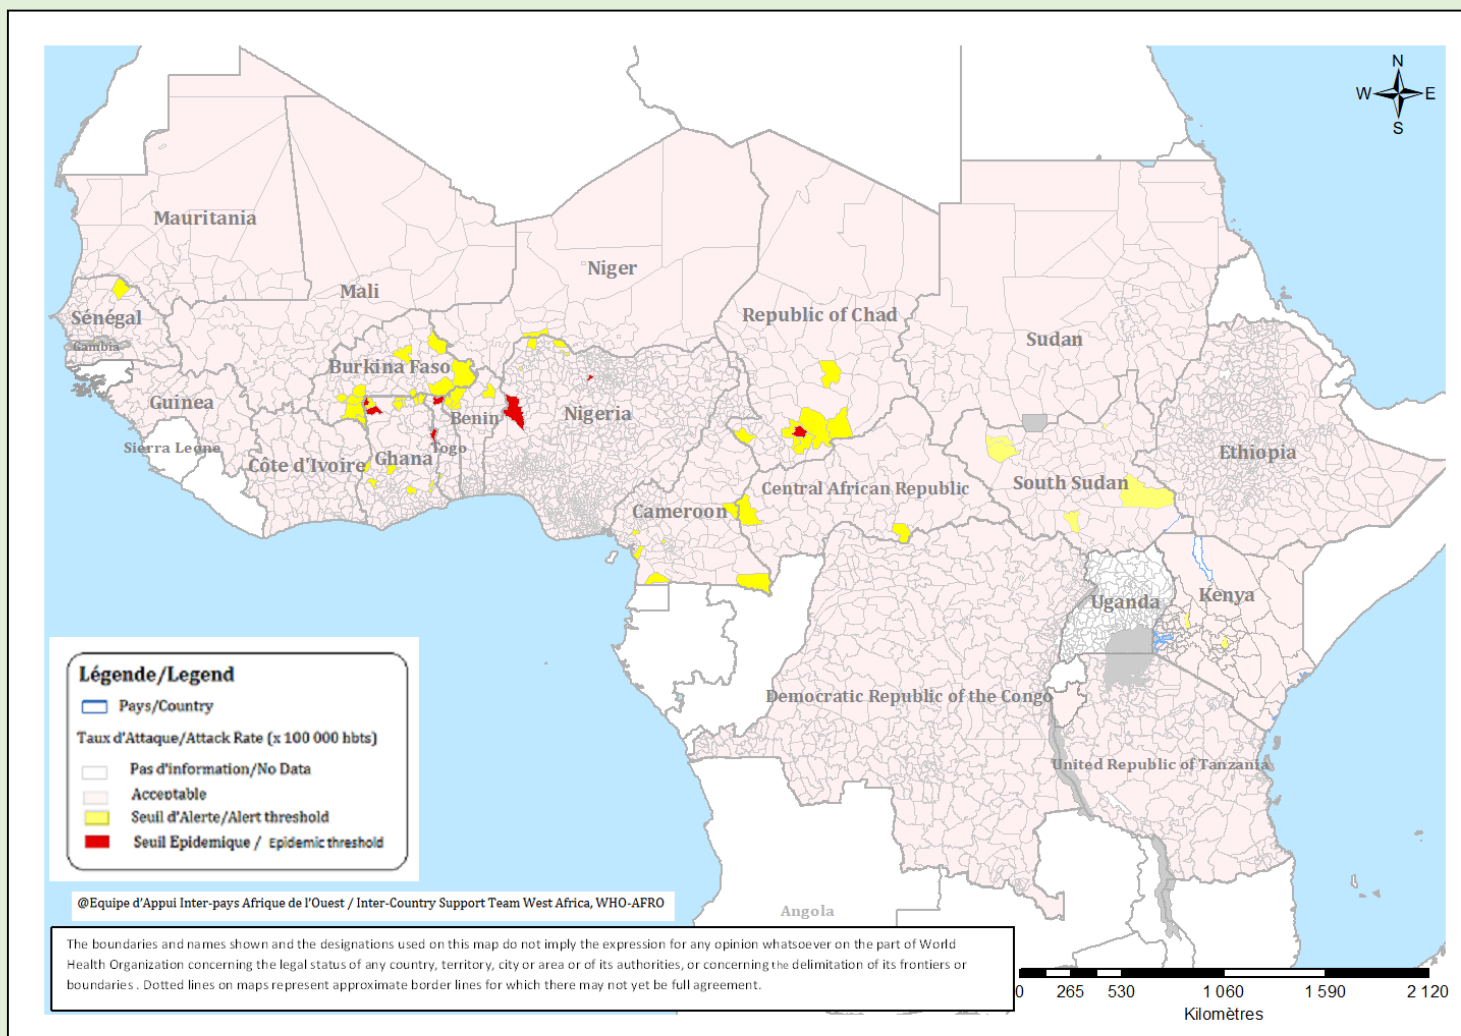 N
W E
S
Mauritania
Niger
Mali
Sénégal
Gambia
Republic of Chad
Sudan
Burkina Faso
Guinea
Benin
Nigeria
Sierra Leone
Togo
Côte d'Ivoire
Ghana
Ethiopia
Central African Republic
South Sudan
Cameroon
Uganda
Kenya
Democratic Republic of the Congo
United Republic of Tanzania
Angola
Légende/Legend
Pays/Country
Taux d'Attaque/Attack Rate (x 100 000 hbts)
Pas d'information/No Data
Acceptable
Seuil d'Alerte/Alert threshold
Seuil Epidemique / Epidemic threshold
@Equipe d'Appui Inter-pays Afrique de l'Ouest / Inter-Country Support Team West Africa, WHO-AFRO
The boundaries and names shown and the designations used on this map do not imply the expression for any opinion whatsoever on the part of World
Health Organization concerning the legal status of any country, territory, city or area or of its authorities, or concerning the delimitation of its frontiers or
boundaries . Dotted lines on maps represent approximate border lines for which there may not yet be full agreement.
0 265 530 1 060 1 590 2 120
Kilomètres